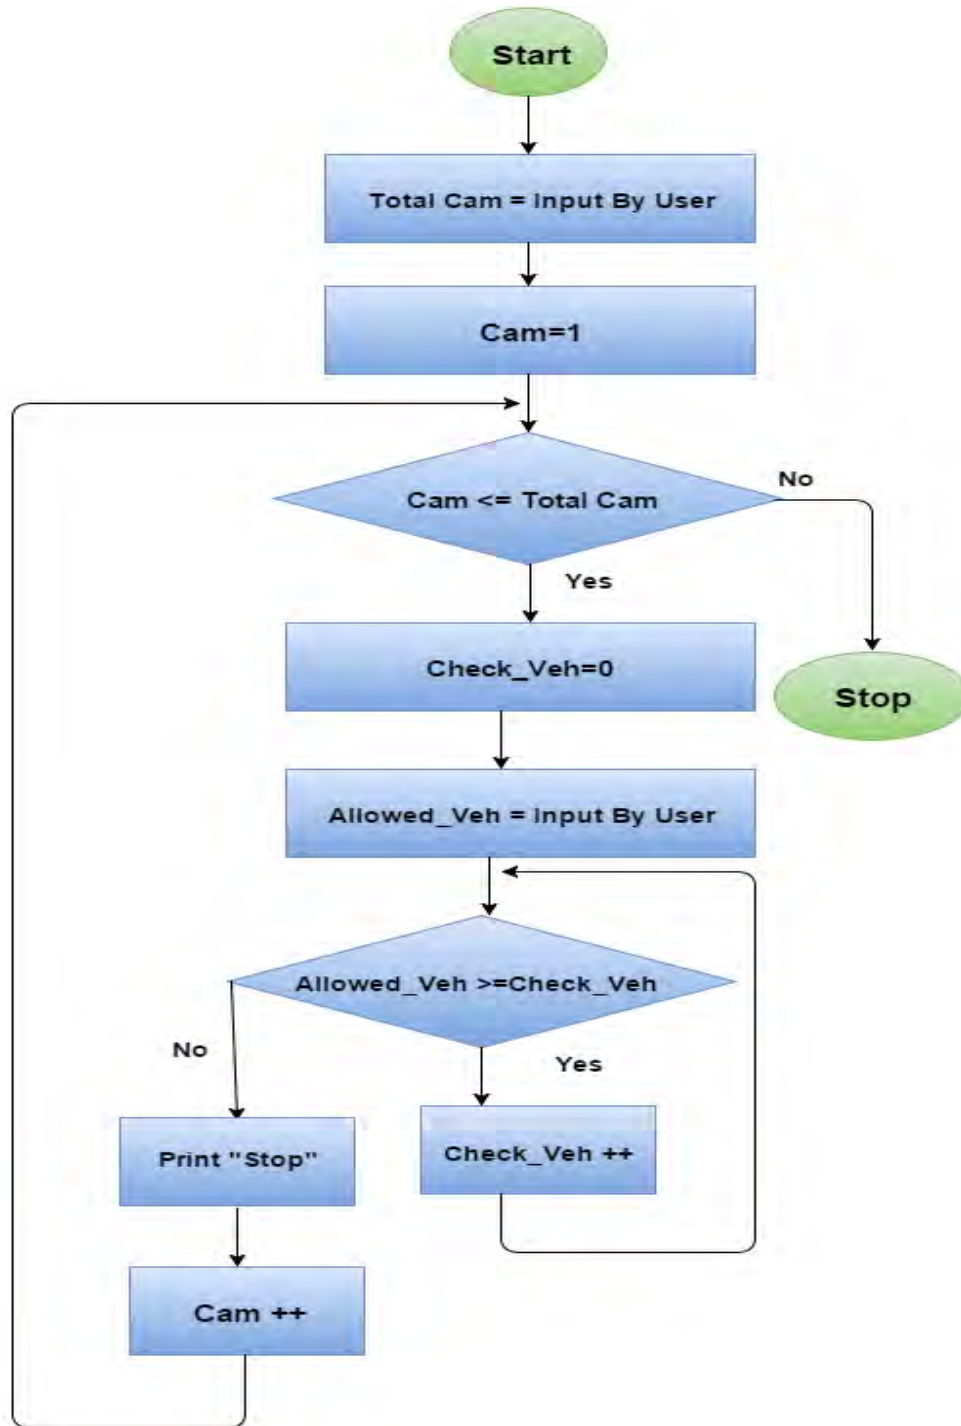 Start
Total Cam = Input By User
Cam=1
Cam <= Total Cam
No
Yes
Check_Veh=0
Stop
Allowed_Veh = Input By User
Allowed_Veh >=Check_Veh
No
Yes
Print "Stop"
Check_Veh ++
Cam ++